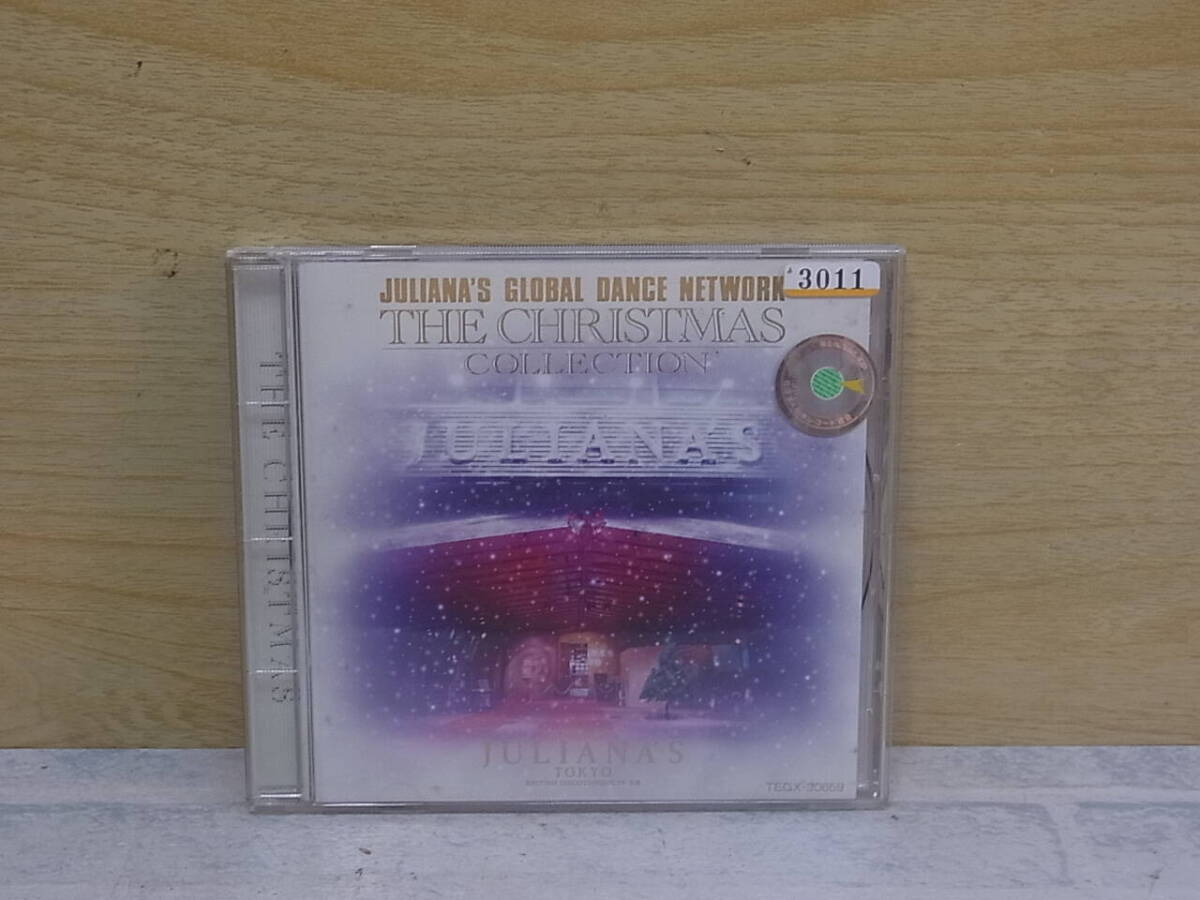 JULIANA'S GLOBAL DANCE NETWORK
THE CHRISTMAS
COLLECTION
3011
JULIANA'S
THE CHRISTMAS
JULIANA'S
TOKYO